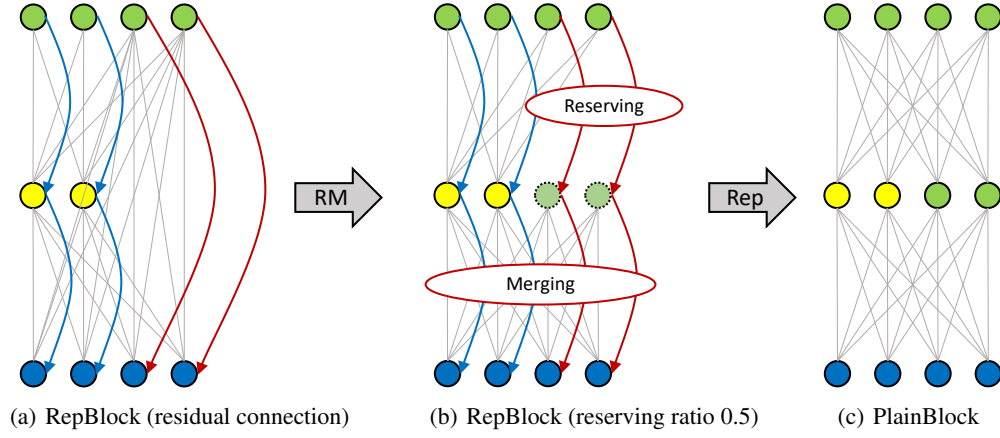 Reserving
RM
Rep
Merging
(a) RepBlock (residual connection)
(b) RepBlock (reserving ratio 0.5)
(c) PlainBlock